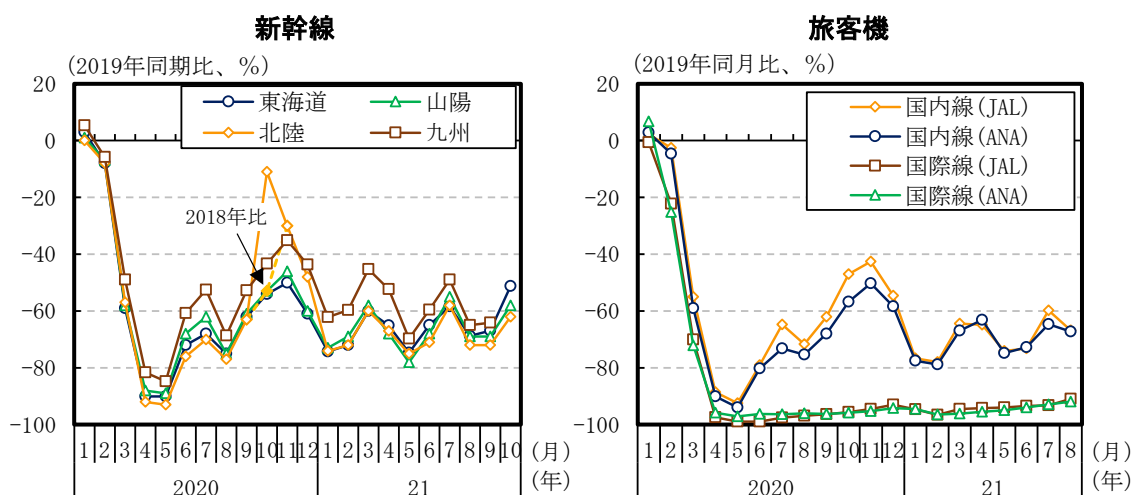 新幹線
(2019年同期比、%)
東海道
山陽
北陸
九州
20
0
-20
-40
-60
-80
-100
2018年比
1 2 3 4 5 6 7 8 9 10 11 12 1 2 3 4 5 6 7 8 9 10 (月)
2020 21 (年)
旅客機
(2019年同月比、%)
国内線(JAL)
国内線(ANA)
国際線(JAL)
国際線(ANA)
20
0
-20
-40
-60
-80
-100
1 2 3 4 5 6 7 8 9 10 11 12 1 2 3 4 5 6 7 8 (月)
2020 21 (年)